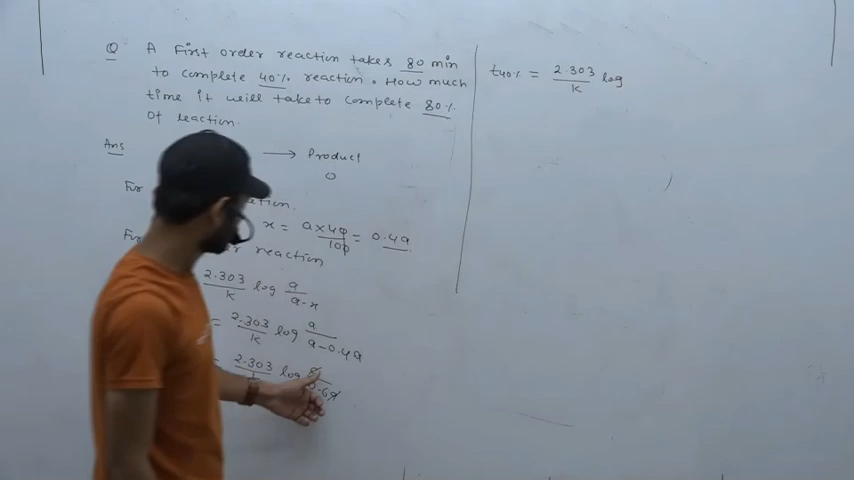 Q A First order reaction takes 80 min
to complete 40% reaction. How much
time it will take to complete 80%
of reaction.
Ans → Product
O
For
x = a × 40 / 100 = 0.4a
For reaction
2.303 / K log a / a-x
= 2.303 / K log a / a-0.4a
= 2.303 / K log a / 0.6a
t40% = 2.303 / K log